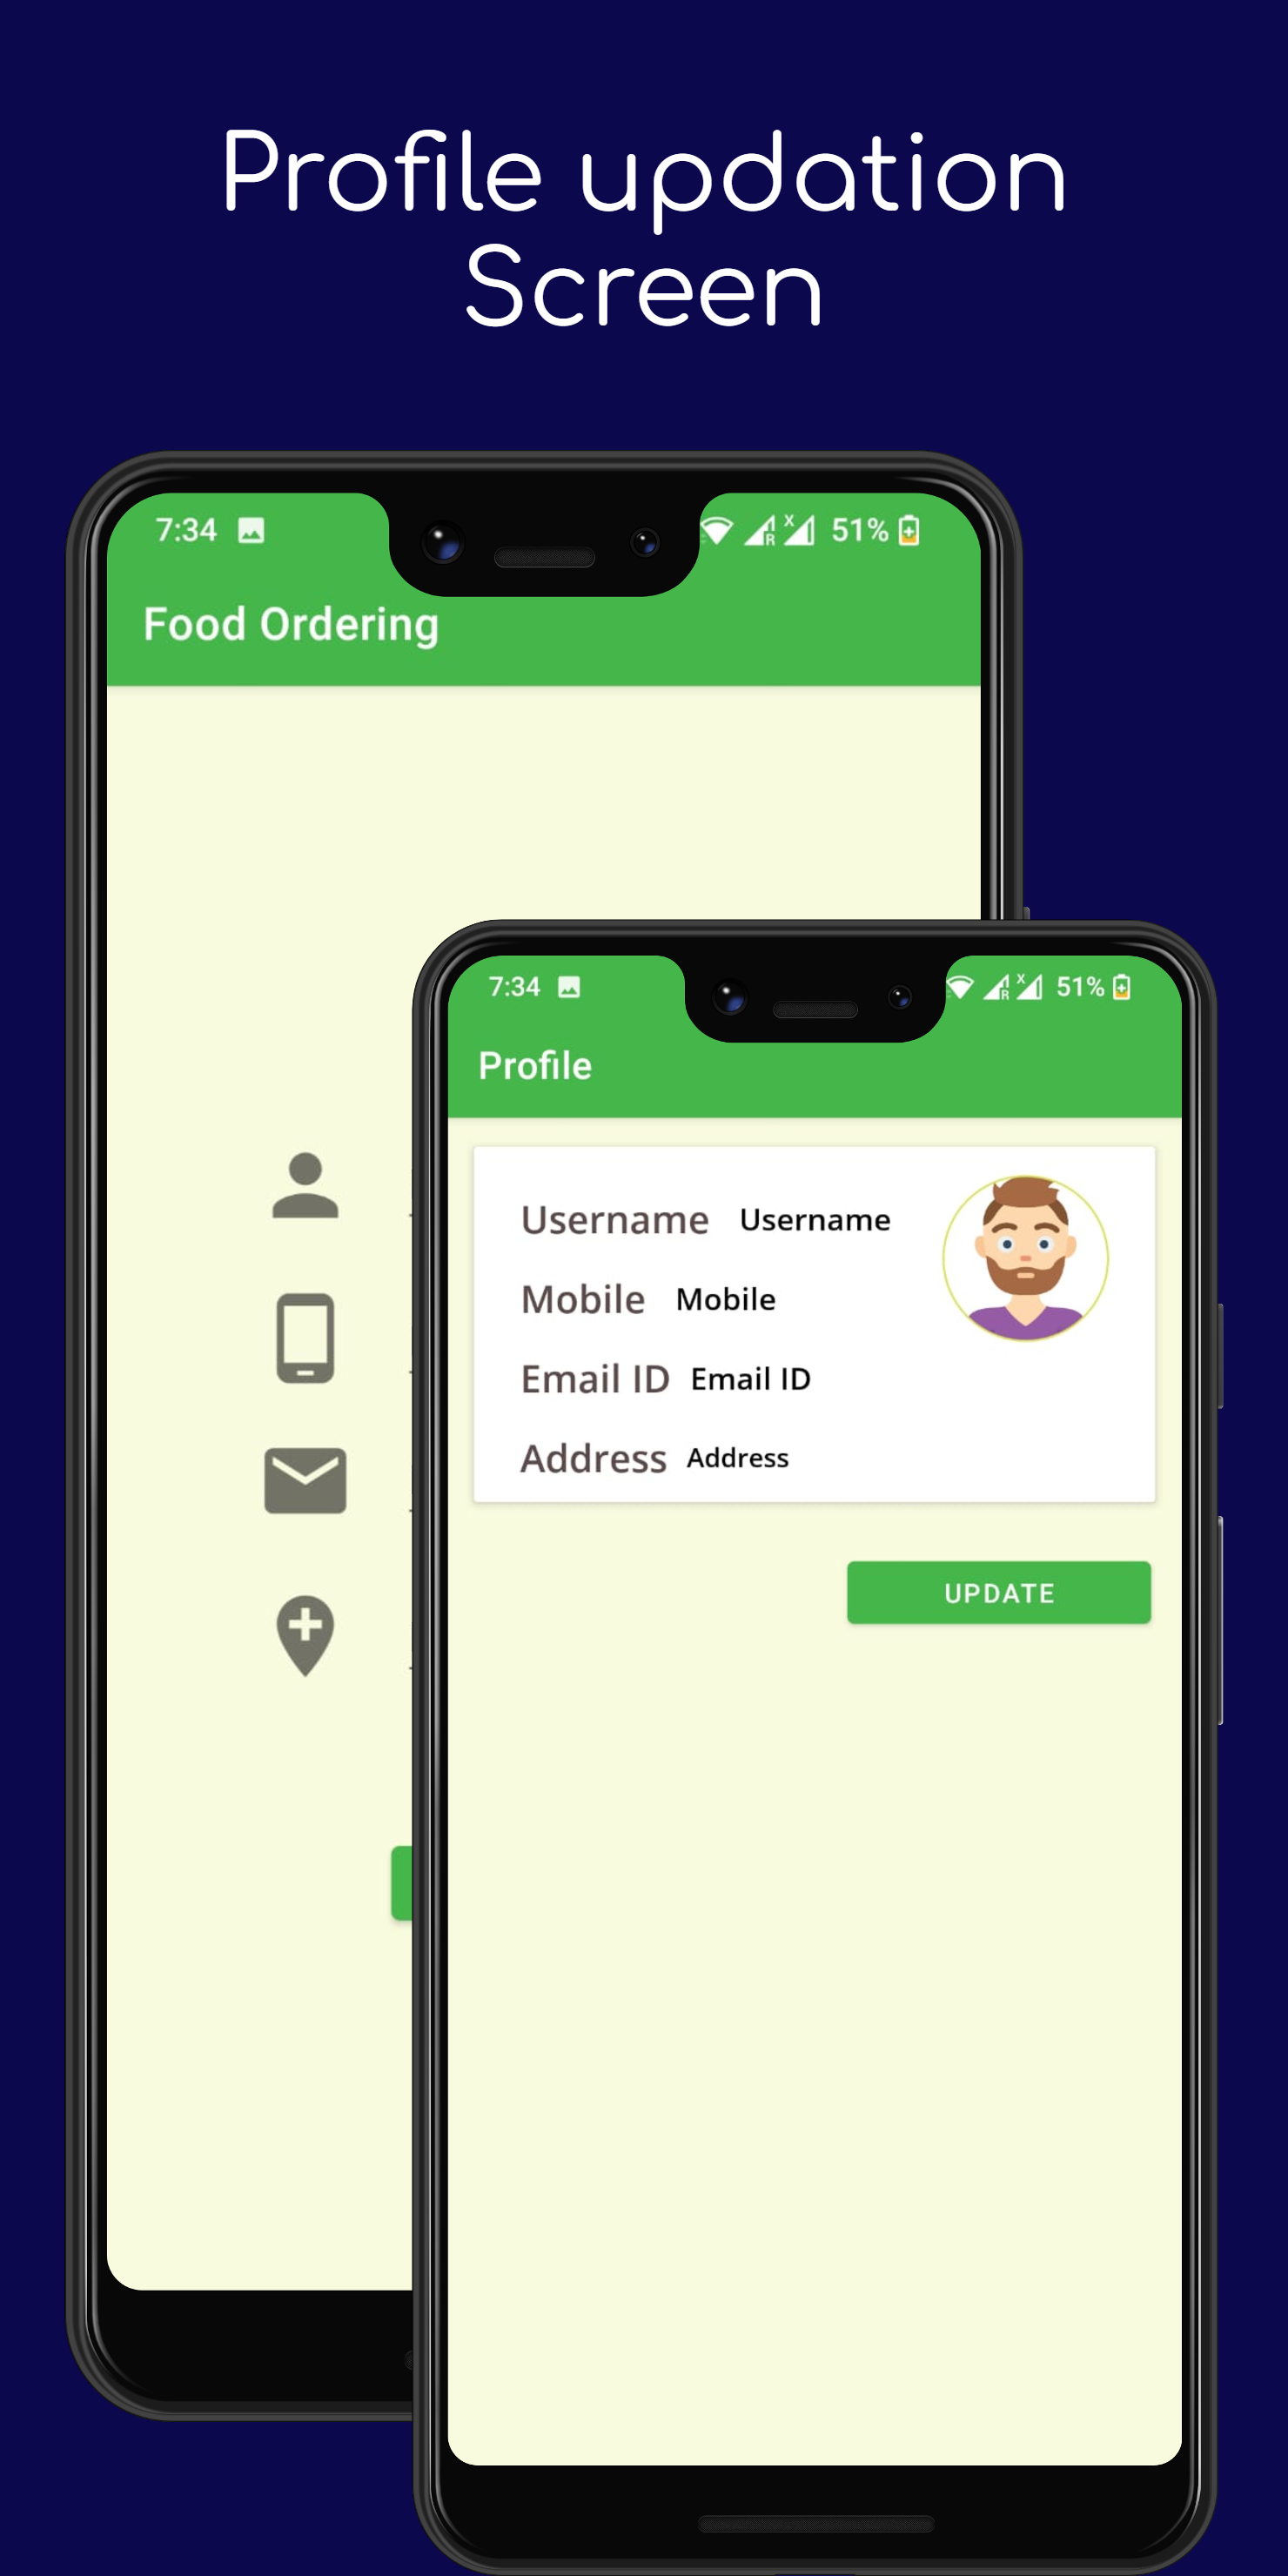 Profile updation
Screen
7:34
51%
Food Ordering
7:34
51%
Profile
Username Username
Mobile Mobile
Email ID Email ID
Address Address
UPDATE